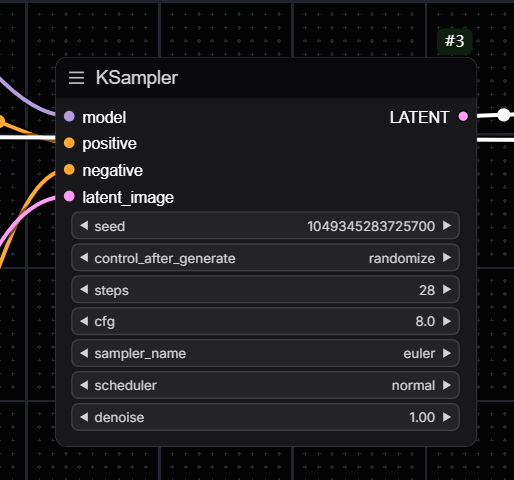 #3
KSampler
model LATENT
positive
negative
latent_image
seed 1049345283725700
control_after_generate randomize
steps 28
cfg 8.0
sampler_name euler
scheduler normal
denoise 1.00